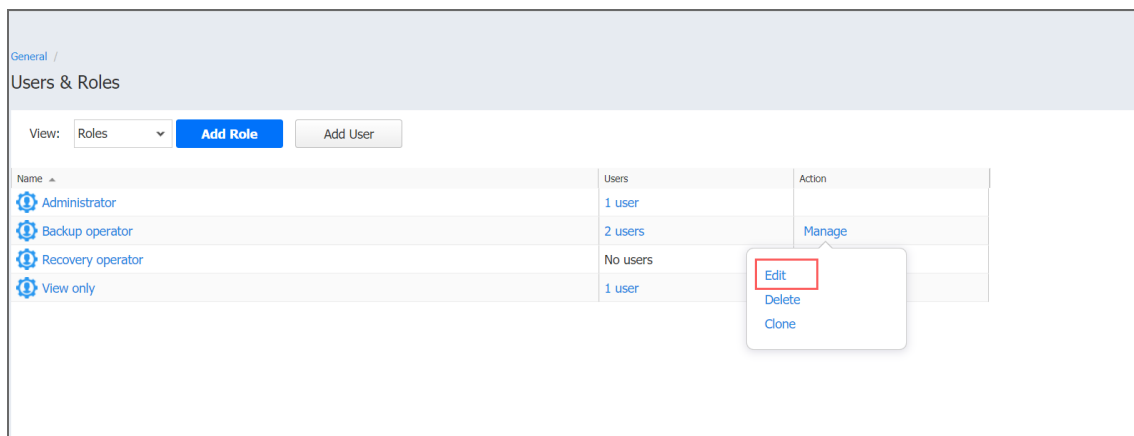 General /
Users & Roles
View: Roles Add Role Add User
Name Users Action
Administrator 1 user
Backup operator 2 users Manage
Recovery operator No users
View only 1 user
Edit
Delete
Clone